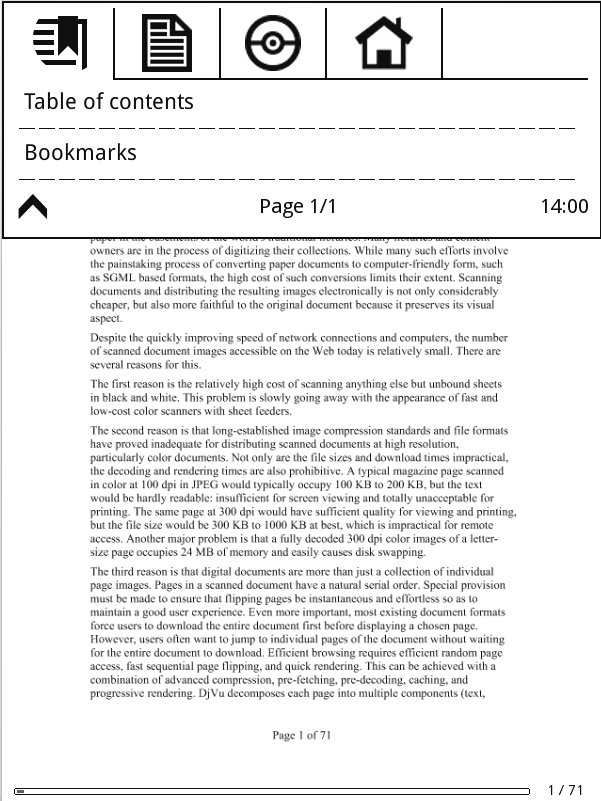 Table of contents
Bookmarks
Page 1/1
14:00
paper in the basements of the world's traditional libraries. Many libraries and content
owners are in the process of digitizing their collections. While many such efforts involve
the painstaking process of converting paper documents to computer-friendly form, such
as SGML based formats, the high cost of such conversions limits their extent. Scanning
documents and distributing the resulting images electronically is not only considerably
cheaper, but also more faithful to the original document because it preserves its visual
aspect.
Despite the quickly improving speed of network connections and computers, the number
of scanned document images accessible on the Web today is relatively small. There are
several reasons for this.
The first reason is the relatively high cost of scanning anything else but unbound sheets
in black and white. This problem is slowly going away with the appearance of fast and
low-cost color scanners with sheet feeders.
The second reason is that long-established image compression standards and file formats
have proved inadequate for distributing scanned documents at high resolution,
particularly color documents. Not only are the file sizes and download times impractical,
the decoding and rendering times are also prohibitive. A typical magazine page scanned
in color at 100 dpi in JPEG would typically occupy 100 KB to 200 KB, but the text
would be hardly readable: insufficient for screen viewing and totally unacceptable for
printing. The same page at 300 dpi would have sufficient quality for viewing and printing,
but the file size would be 300 KB to 1000 KB at best, which is impractical for remote
access. Another major problem is that a fully decoded 300 dpi color images of a letter-
size page occupies 24 MB of memory and easily causes disk swapping.
The third reason is that digital documents are more than just a collection of individual
page images. Pages in a scanned document have a natural serial order. Special provision
must be made to ensure that flipping pages be instantaneous and effortless so as to
maintain a good user experience. Even more important, most existing document formats
force users to download the entire document first before displaying a chosen page.
However, users often want to jump to individual pages of the document without waiting
for the entire document to download. Efficient browsing requires efficient random page
access, fast sequential page flipping, and quick rendering. This can be achieved with a
combination of advanced compression, pre-fetching, pre-decoding, caching, and
progressive rendering. DjVu decomposes each page into multiple components (text,
Page 1 of 71
1 / 71